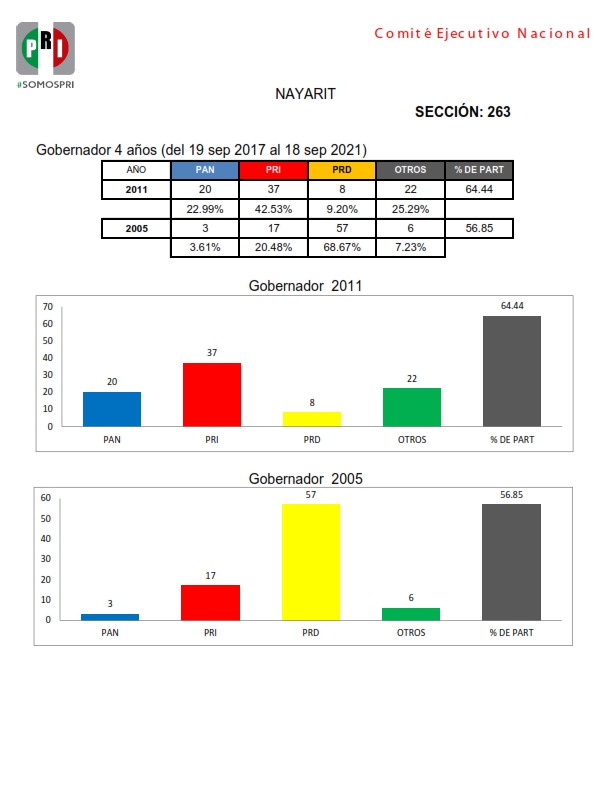 PRI
#SOMOSPRI
Comité Ejecutivo Nacional
NAYARIT
SECCIÓN: 263
Gobernador 4 años (del 19 sep 2017 al 18 sep 2021)
AÑO PAN PRI PRD OTROS % DE PART
2011 20 37 8 22 64.44
22.99% 42.53% 9.20% 25.29%
2005 3 17 57 6 56.85
3.61% 20.48% 68.67% 7.23%
Gobernador 2011
70
60
50
40
30
20
10
0
20 37 8 22 64.44
PAN PRI PRD OTROS % DE PART
Gobernador 2005
60
50
40
30
20
10
0
3 17 57 6 56.85
PAN PRI PRD OTROS % DE PART